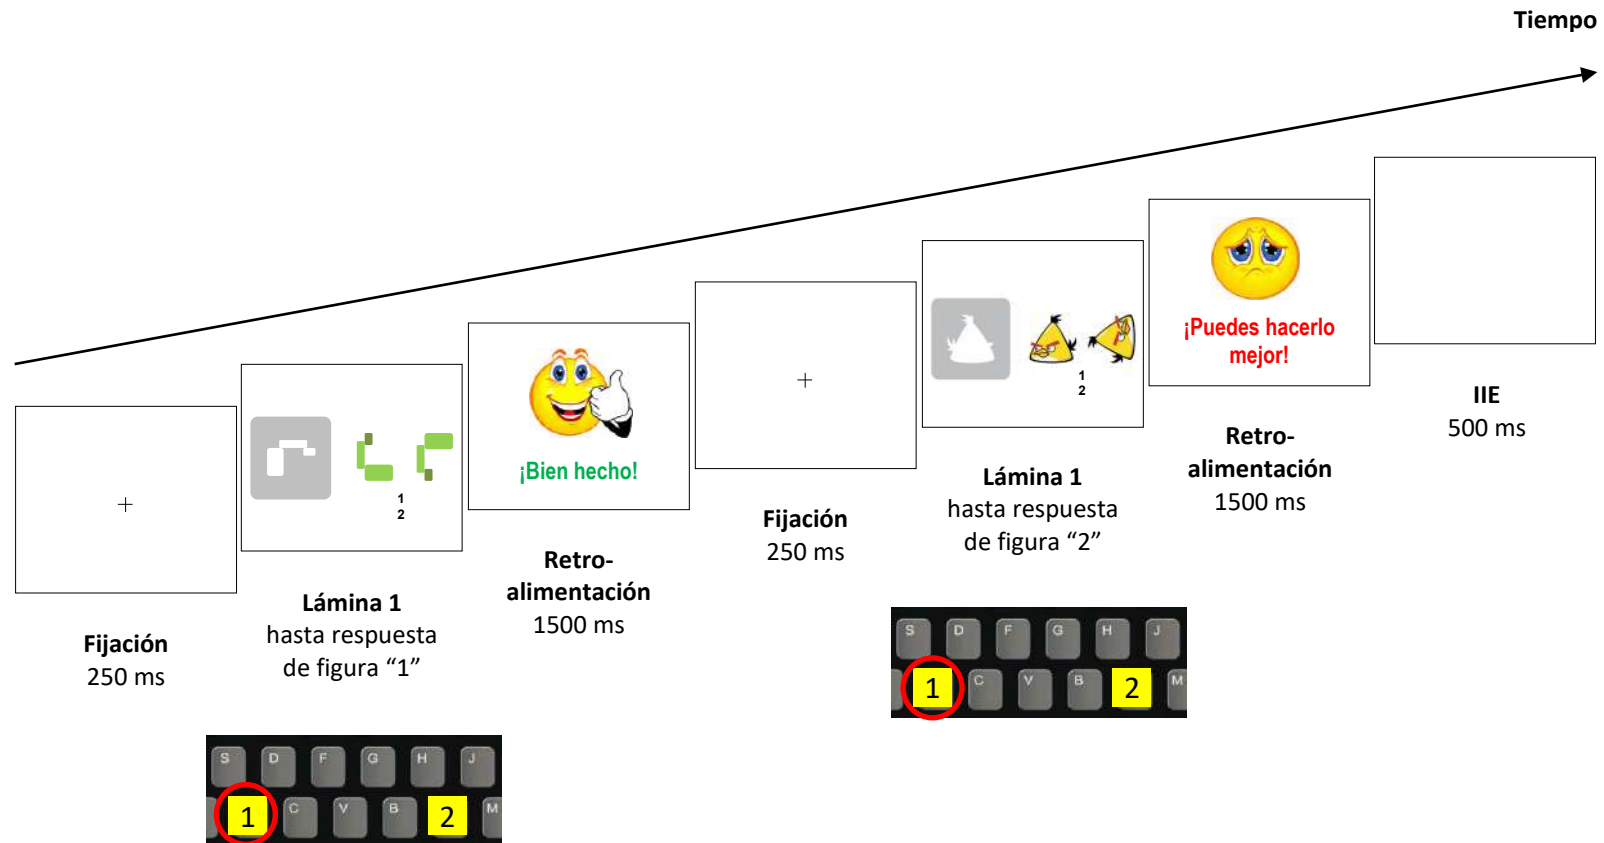 Tiempo
+
Fijación
250 ms
1
2
Lámina 1
hasta respuesta
de figura “1”
S D F G H J
1 C V B 2 M
¡Bien hecho!
Retro-
alimentación
1500 ms
+
Fijación
250 ms
1
2
Lámina 1
hasta respuesta
de figura “2”
S D F G H J
1 C V B 2 M
¡Puedes hacerlo
mejor!
Retro-
alimentación
1500 ms
IIE
500 ms